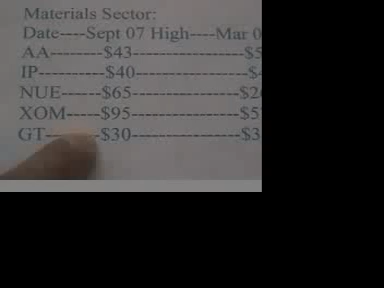 Materials Sector:
Date----Sept 07 High----Mar 0
AA----------$43------------------$5
IP----------$40------------------$
NUE------$65------------------$2
XOM-----$95------------------$5
GT--------$30------------------$3